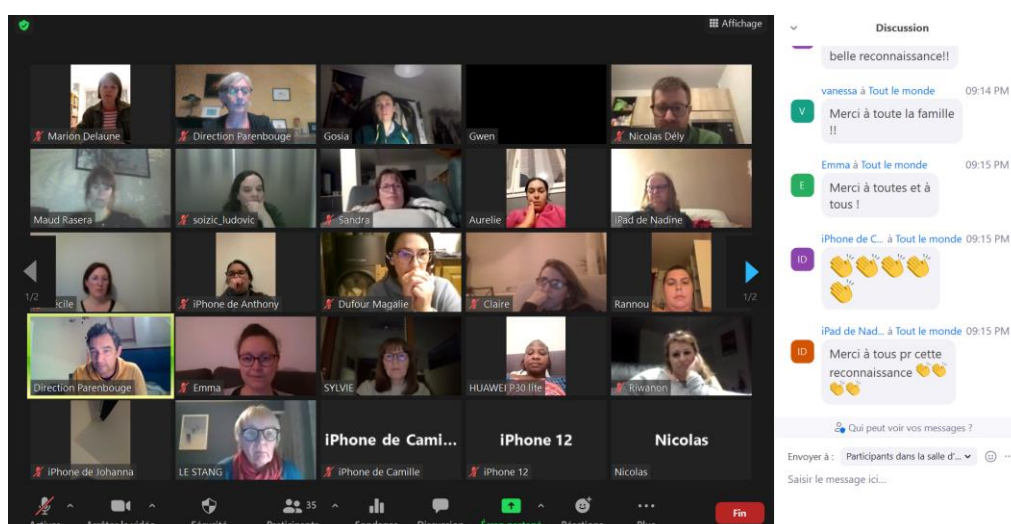 Affichage
Marion Delaune
Direction Parenbouge
Gosia
Gwen
Nicolas Dély
Maud Rasera
soizic_ludovic
Sandra
Aurelie
iPad de Nadine
1/2
écile
iPhone de Anthony
Dufour Magalie
Claire
Rannou
1/2
Direction Parenbouge
Emma
SYLVIE
HUAWEI P30 lite
Riwanon
iPhone de Johanna
LE STANG
iPhone de Cami...
iPhone de Camille
iPhone 12
iPhone 12
Nicolas
Nicolas
35
Fin
Discussion
belle reconnaissance!!
vanessa à Tout le monde 09:14 PM
V
Merci à toute la famille
!!
Emma à Tout le monde 09:15 PM
E
Merci à toutes et à
tous !
iPhone de C... à Tout le monde 09:15 PM
ID
👏👏👏👏
👏
iPad de Nad... à Tout le monde 09:15 PM
ID
Merci à tous pr cette
reconnaissance 👏👏
👏👏
Qui peut voir vos messages ?
Envoyer à : Participants dans la salle d'...
Saisir le message ici...